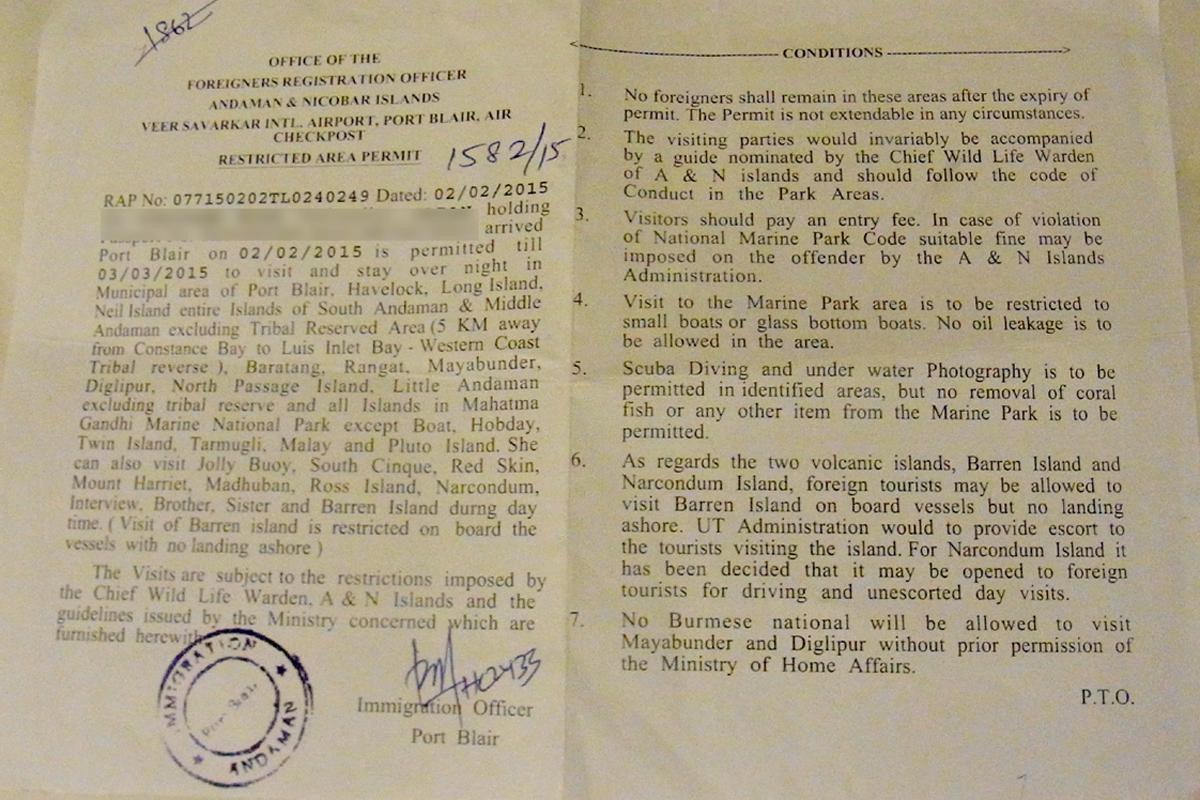 1862
OFFICE OF THE
FOREIGNERS REGISTRATION OFFICER
ANDAMAN & NICOBAR ISLANDS
VEER SAVARKAR INTL. AIRPORT, PORT BLAIR, AIR
CHECKPOST
RESTRICTED AREA PERMIT 1582/15
RAP No: 077150202TL0240249 Dated: 02/02/2015
holding
arrived
Port Blair on 02/02/2015 is permitted till
03/03/2015 to visit and stay over night in
Municipal area of Port Blair, Havelock, Long Island,
Neil Island entire Islands of South Andaman & Middle
Andaman excluding Tribal Reserved Area (5 KM away
from Constance Bay to Luis Inlet Bay - Western Coast
Tribal reverse ), Baratang, Rangat, Mayabunder,
Diglipur, North Passage Island, Little Andaman
excluding tribal reserve and all Islands in Mahatma
Gandhi Marine National Park except Boat, Hobday,
Twin Island, Tarmugli, Malay and Pluto Island. She
can also visit Jolly Buoy, South Cinque, Red Skin,
Mount Harriet, Madhuban, Ross Island, Narcondum,
Interview, Brother, Sister and Barren Island durng day
time. ( Visit of Barren island is restricted on board the
vessels with no landing ashore )
The Visits are subject to the restrictions imposed by
the Chief Wild Life Warden, A & N Islands and the
guidelines issued by the Ministry concerned which are
furnished herewith
IMMIGRATION
Port Blair
ANDAMAN
Immigration Officer
Port Blair
CONDITIONS
1. No foreigners shall remain in these areas after the expiry of
permit. The Permit is not extendable in any circumstances.
2. The visiting parties would invariably be accompanied
by a guide nominated by the Chief Wild Life Warden
of A & N islands and should follow the code of
Conduct in the Park Areas.
3. Visitors should pay an entry fee. In case of violation
of National Marine Park Code suitable fine may be
imposed on the offender by the A & N Islands
Administration.
4. Visit to the Marine Park area is to be restricted to
small boats or glass bottom boats. No oil leakage is to
be allowed in the area.
5. Scuba Diving and under water Photography is to be
permitted in identified areas, but no removal of coral
fish or any other item from the Marine Park is to be
permitted.
6. As regards the two volcanic islands, Barren Island and
Narcondum Island, foreign tourists may be allowed to
visit Barren Island on board vessels but no landing
ashore. UT Administration would to provide escort to
the tourists visiting the island. For Narcondum Island it
has been decided that it may be opened to foreign
tourists for driving and unescorted day visits.
7. No Burmese national will be allowed to visit
Mayabunder and Diglipur without prior permission of
the Ministry of Home Affairs.
P.T.O.